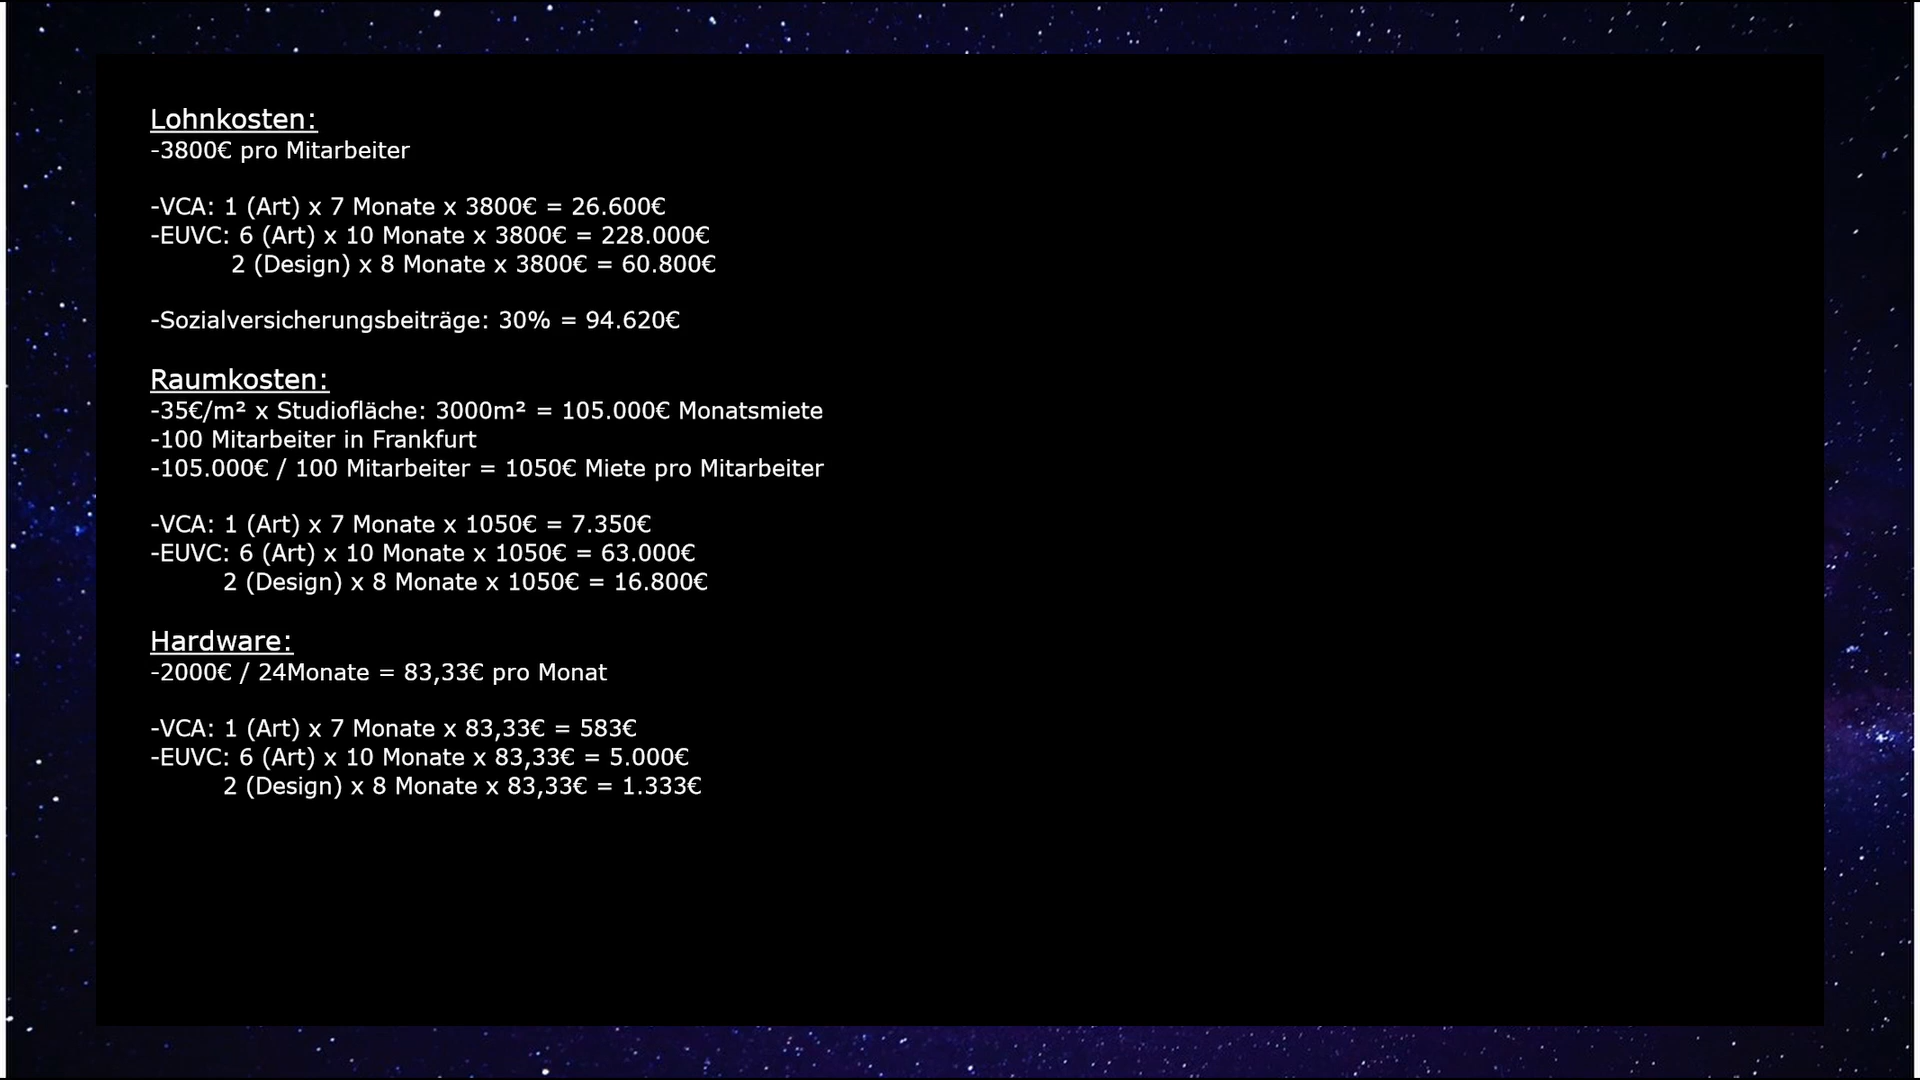 Lohnkosten:
-3800€ pro Mitarbeiter
-VCA: 1 (Art) x 7 Monate x 3800€ = 26.600€
-EUVC: 6 (Art) x 10 Monate x 3800€ = 228.000€
2 (Design) x 8 Monate x 3800€ = 60.800€
-Sozialversicherungsbeiträge: 30% = 94.620€
Raumkosten:
-35€/m² x Studiofläche: 3000m² = 105.000€ Monatsmiete
-100 Mitarbeiter in Frankfurt
-105.000€ / 100 Mitarbeiter = 1050€ Miete pro Mitarbeiter
-VCA: 1 (Art) x 7 Monate x 1050€ = 7.350€
-EUVC: 6 (Art) x 10 Monate x 1050€ = 63.000€
2 (Design) x 8 Monate x 1050€ = 16.800€
Hardware:
-2000€ / 24Monate = 83,33€ pro Monat
-VCA: 1 (Art) x 7 Monate x 83,33€ = 583€
-EUVC: 6 (Art) x 10 Monate x 83,33€ = 5.000€
2 (Design) x 8 Monate x 83,33€ = 1.333€